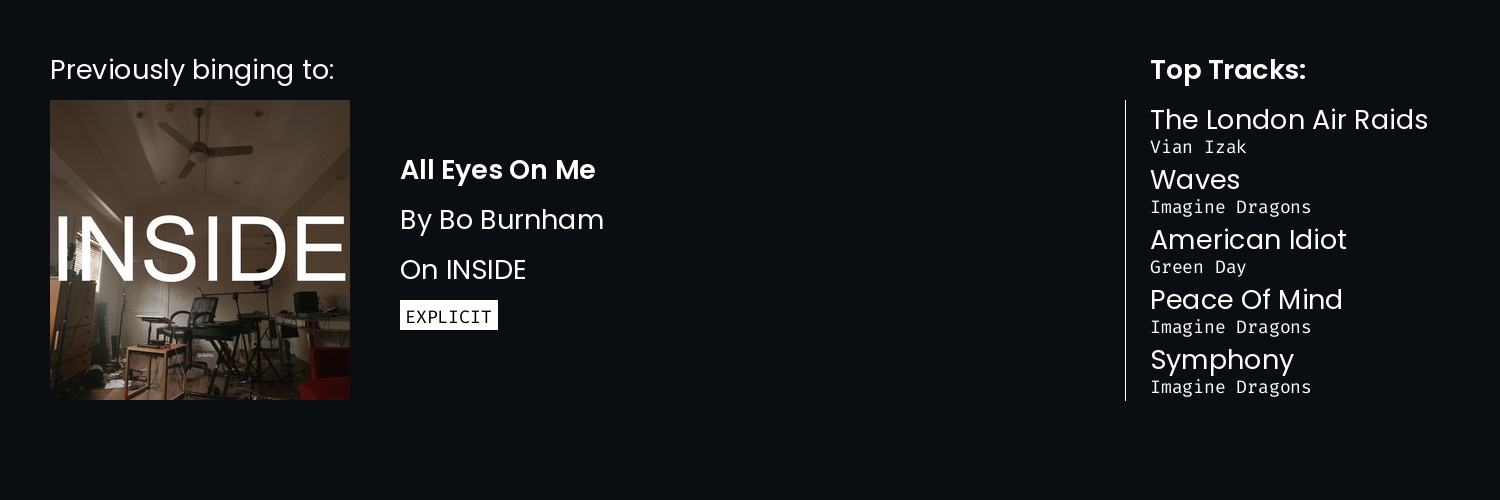 Previously binging to:
INSIDE
All Eyes On Me
By Bo Burnham
On INSIDE
EXPLICIT
Top Tracks:
The London Air Raids
Vian Izak
Waves
Imagine Dragons
American Idiot
Green Day
Peace Of Mind
Imagine Dragons
Symphony
Imagine Dragons